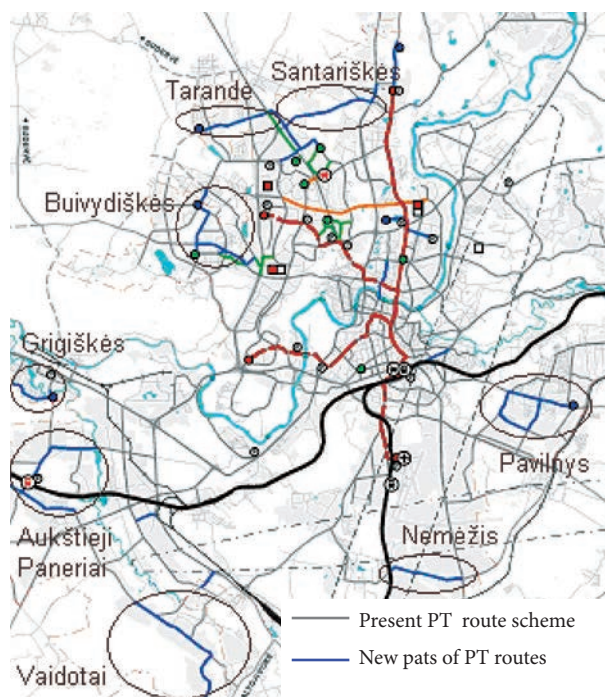 Santariškės
Tarandė
Buivydiškės
Grigiškės
Pavilnys
Aukštieji
Paneriai
Nemėžis
Vaidotai
Present PT route scheme
New pats of PT routes